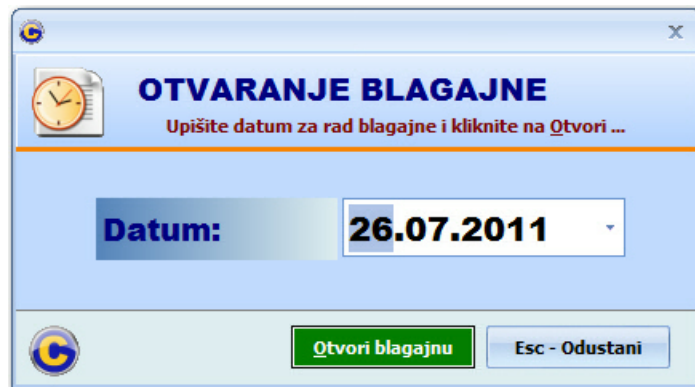 OTVARANJE BLAGAJNE
Upišite datum za rad blagajne i kliknite na Otvori ...
Datum: 26.07.2011
Otvori blagajnu Esc - Odustani